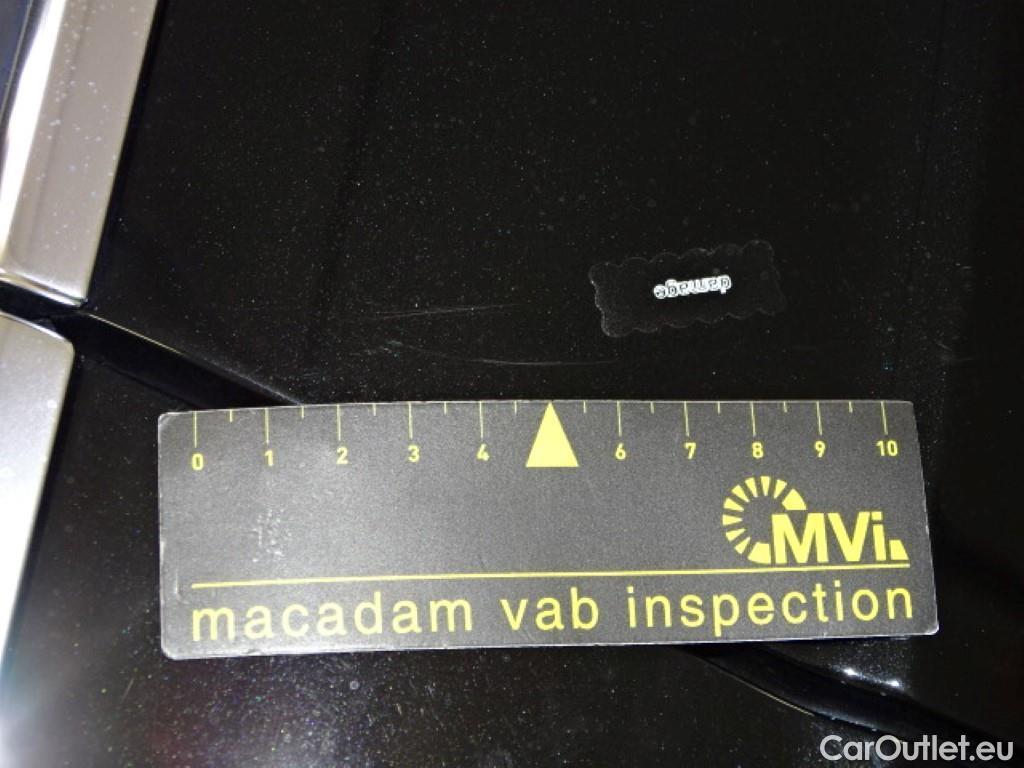 damage
0 1 2 3 4 6 7 8 9 10
MVi
macadam vab inspection
CarOutlet.eu